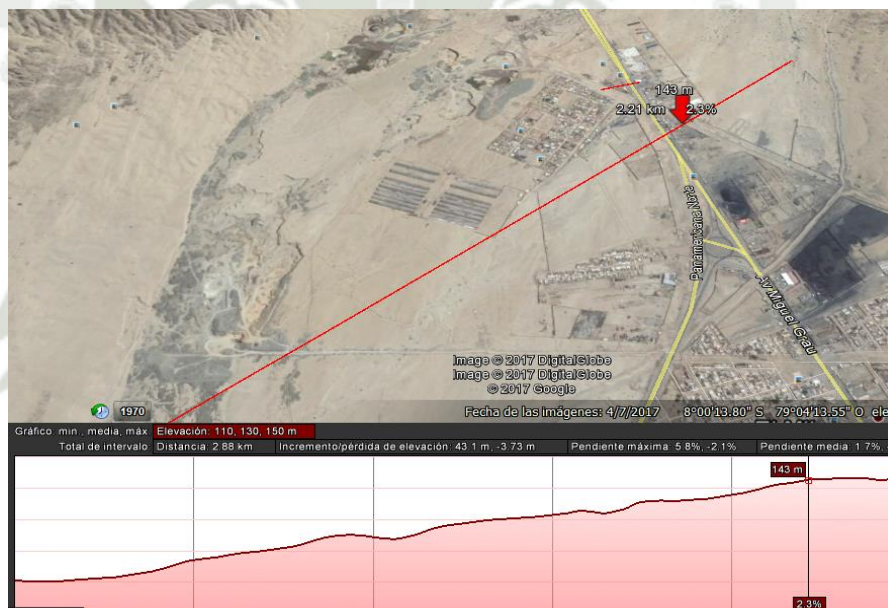 143 m
2.21 km 2.3%
Panamericana Norte
Av Miguel Grau
Image © 2017 DigitalGlobe
Image © 2017 DigitalGlobe
© 2017 Google
1970
Fecha de las imágenes: 4/7/2017 8°00'13.80" S 79°04'13.55" O ele
Gráfico: min., media, máx Elevación: 110, 130, 150 m
Total de intervalo Distancia: 2.88 km Incremento/pérdida de elevación: 43.1 m, -3.73 m Pendiente máxima: 5.8%, -2.1% Pendiente media: 1.7%,
143 m
2.3%